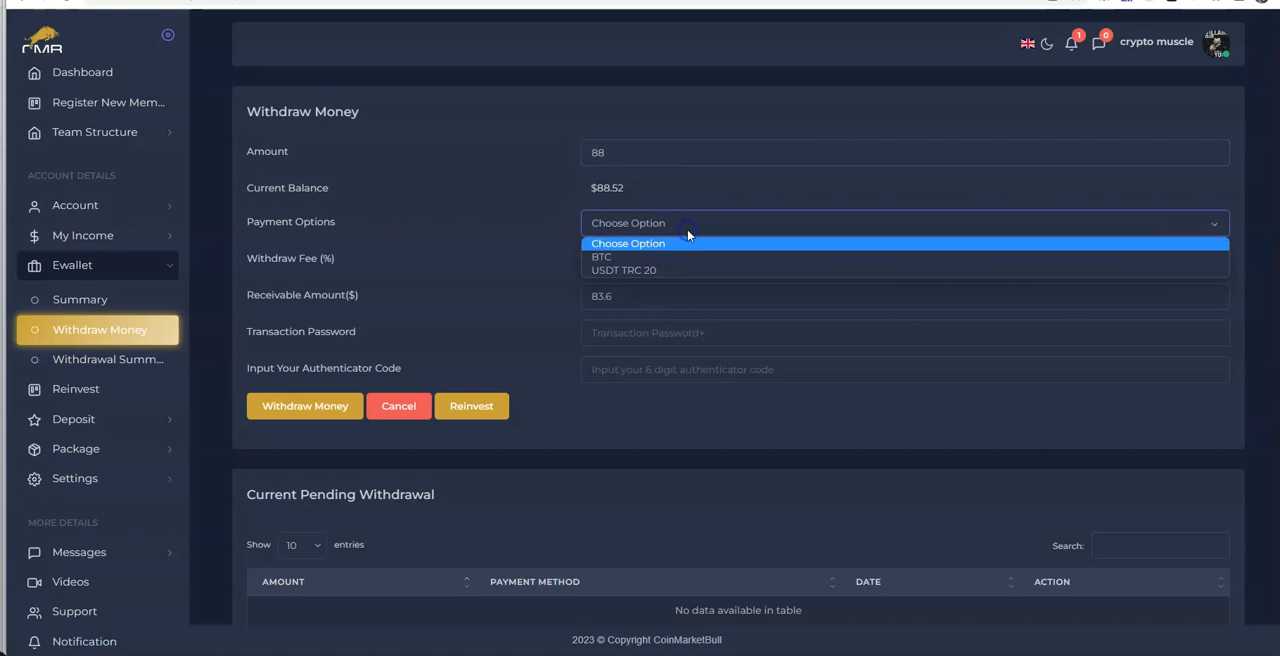 CMB
Dashboard
Register New Mem...
Team Structure
ACCOUNT DETAILS
Account
My Income
Ewallet
Summary
Withdraw Money
Withdrawal Summ...
Reinvest
Deposit
Package
Settings
MORE DETAILS
Messages
Videos
Support
Notification
1
0
crypto muscle
Withdraw Money
Amount
88
Current Balance
$88.52
Payment Options
Choose Option
Choose Option
BTC
USDT TRC 20
Withdraw Fee (%)
Receivable Amount($)
83.6
Transaction Password
Transaction Password+
Input Your Authenticator Code
Input your 6 digit authenticator code
Withdraw Money
Cancel
Reinvest
Current Pending Withdrawal
Show 10 entries
Search:
AMOUNT PAYMENT METHOD DATE ACTION
No data available in table
2023 © Copyright CoinMarketBull